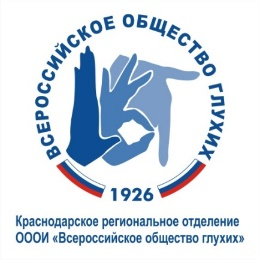 ВСЕРОССИЙСКОЕ ОБЩЕСТВО ГЛУХИХ
1926
Краснодарское региональное отделение
ОООИ «Всероссийское общество глухих»